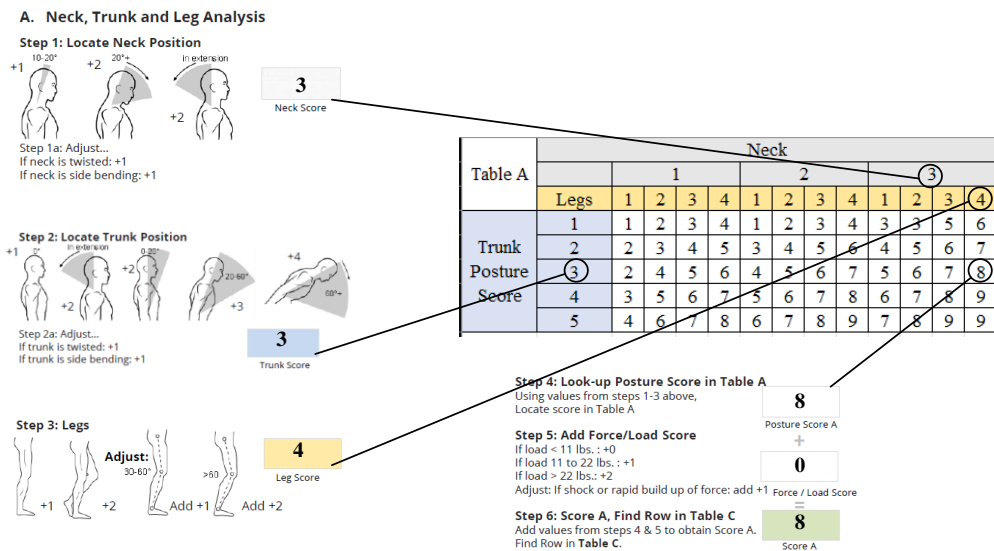 A. Neck, Trunk and Leg Analysis
Step 1: Locate Neck Position
+1 10-20° +2 20°+ in extension +2
3
Neck Score
Step 1a: Adjust...
If neck is twisted: +1
If neck is side bending: +1
Step 2: Locate Trunk Position
+1 0° in extension +2 +2 0-20° 20-60° +3 +4 60°+
Step 2a: Adjust...
If trunk is twisted: +1
If trunk is side bending: +1
3
Trunk Score
Step 3: Legs
+1 +2 Adjust: 30-60° Add +1 >60 Add +2
4
Leg Score
Table A
Neck
1 2 3
Legs 1 2 3 4 1 2 3 4 1 2 3 4
Trunk Posture Score
1 1 2 3 4 1 2 3 4 3 3 5 6
2 2 3 4 5 3 4 5 6 4 5 6 7
3 2 4 5 6 4 5 6 7 5 6 7 8
4 3 5 6 7 5 6 7 8 6 7 8 9
5 4 6 7 8 6 7 8 9 7 8 9 9
Step 4: Look-up Posture Score in Table A
Using values from steps 1-3 above,
Locate score in Table A
8
Posture Score A
+
Step 5: Add Force/Load Score
If load < 11 lbs. : +0
If load 11 to 22 lbs. : +1
If load > 22 lbs.: +2
Adjust: If shock or rapid build up of force: add +1
0
Force / Load Score
=
Step 6: Score A, Find Row in Table C
Add values from steps 4 & 5 to obtain Score A.
Find Row in Table C.
8
Score A